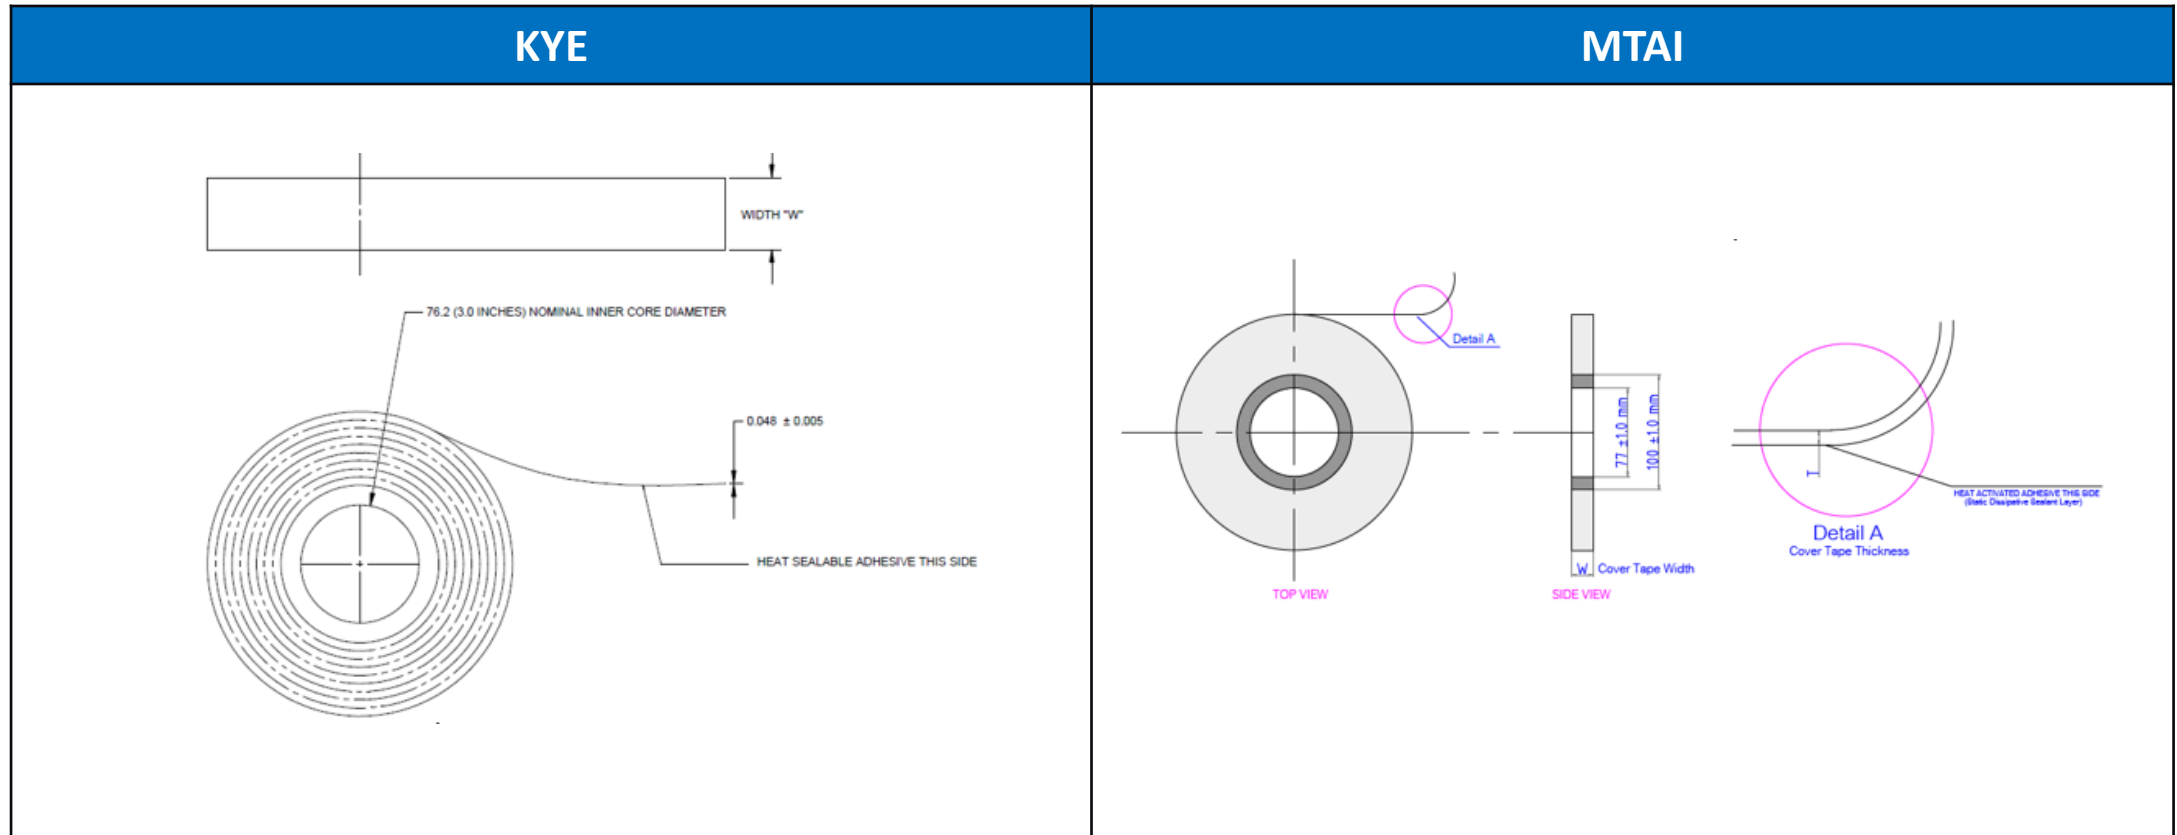 KYE
MTAI
WIDTH "W"
76.2 (3.0 INCHES) NOMINAL INNER CORE DIAMETER
0.048 ± 0.005
HEAT SEALABLE ADHESIVE THIS SIDE
Detail A
77 ±1.0 mm
100 ±1.0 mm
W Cover Tape Width
TOP VIEW
SIDE VIEW
T
HEAT ACTIVATED ADHESIVE THIS SIDE
(Static Dissipative Sealant Layer)
Detail A
Cover Tape Thickness